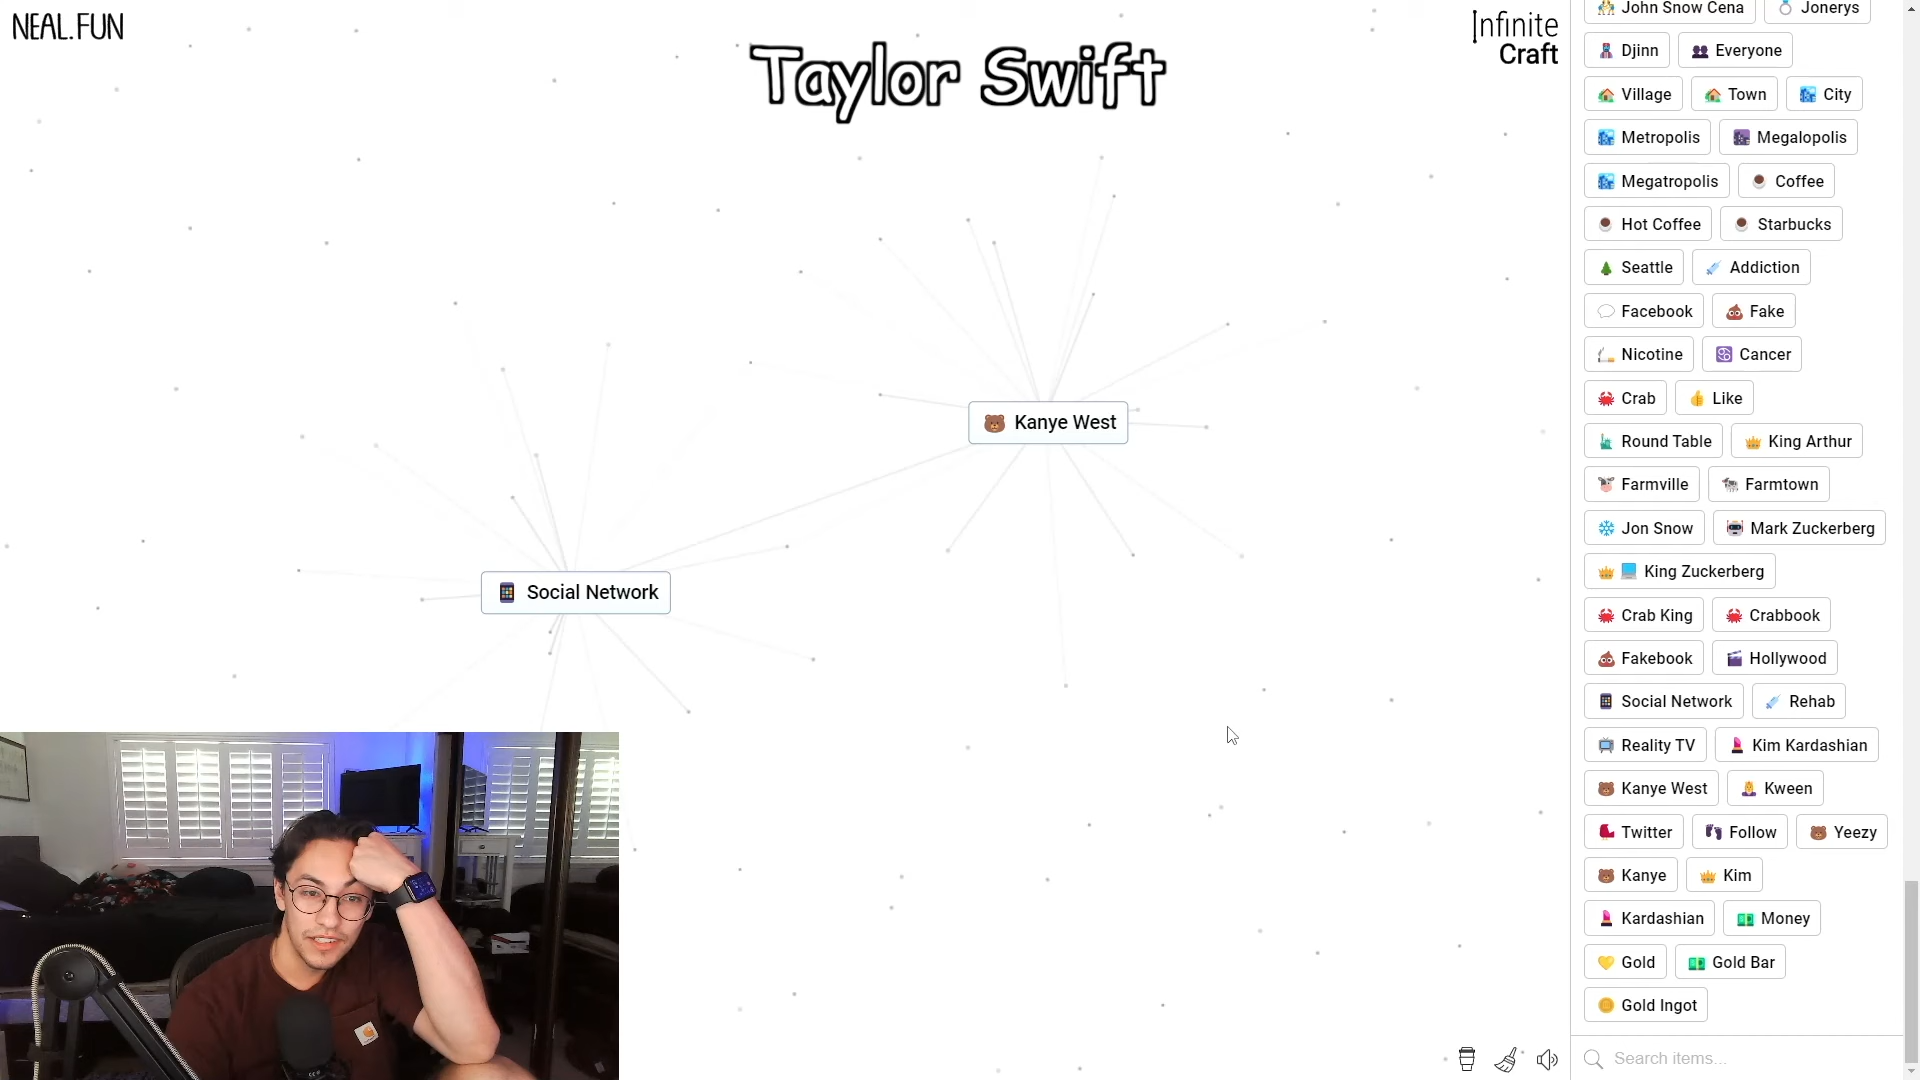 NEAL.FUN
Taylor Swift
Infinite
Craft
Kanye West
Social Network
John Snow Cena Jonerys
Djinn Everyone
Village Town City
Metropolis Megalopolis
Megatropolis Coffee
Hot Coffee Starbucks
Seattle Addiction
Facebook Fake
Nicotine Cancer
Crab Like
Round Table King Arthur
Farmville Farmtown
Jon Snow Mark Zuckerberg
King Zuckerberg
Crab King Crabbook
Fakebook Hollywood
Social Network Rehab
Reality TV Kim Kardashian
Kanye West Kween
Twitter Follow Yeezy
Kanye Kim
Kardashian Money
Gold Gold Bar
Gold Ingot
Search items...